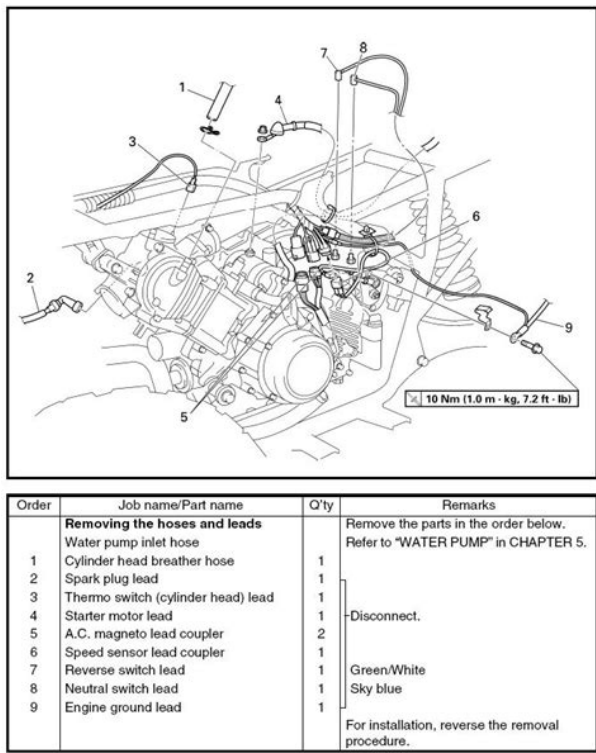 7
8
1
4
3
6
2
9
5
10 Nm (1.0 m · kg, 7.2 ft · lb)
Order Job name/Part name Q'ty Remarks
Removing the hoses and leads Remove the parts in the order below.
Water pump inlet hose Refer to “WATER PUMP” in CHAPTER 5.
1 Cylinder head breather hose 1
2 Spark plug lead 1
3 Thermo switch (cylinder head) lead 1
4 Starter motor lead 1 Disconnect.
5 A.C. magneto lead coupler 2
6 Speed sensor lead coupler 1
7 Reverse switch lead 1 Green/White
8 Neutral switch lead 1 Sky blue
9 Engine ground lead 1
For installation, reverse the removal
procedure.